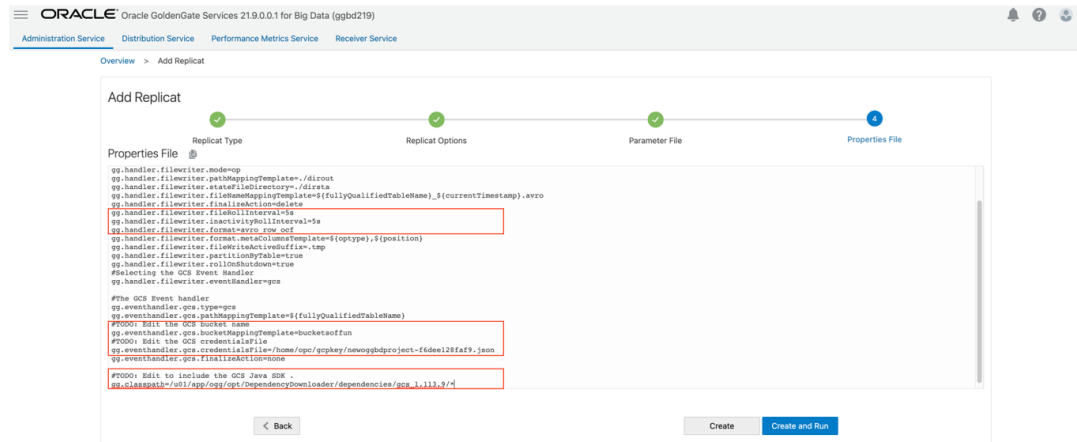 ORACLE® Oracle GoldenGate Services 21.9.0.0.1 for Big Data (ggbd219)
Administration Service Distribution Service Performance Metrics Service Receiver Service
Overview > Add Replicat
Add Replicat
4
Replicat Type Replicat Options Parameter File Properties File
Properties File
gg.handler.filewriter.mode=op
gg.handler.filewriter.pathMappingTemplate=./dirout
gg.handler.filewriter.stateFileDirectory=./dirsta
gg.handler.filewriter.fileNameMappingTemplate=${fullyQualifiedTableName}_${currentTimestamp}.avro
gg.handler.filewriter.finalizeAction=delete
gg.handler.filewriter.fileRollInterval=5s
gg.handler.filewriter.inactivityRollInterval=5s
gg.handler.filewriter.format=avro_row_ocf
gg.handler.filewriter.format.metaColumnsTemplate=${optype},${position}
gg.handler.filewriter.fileWriteActiveSuffix=.tmp
gg.handler.filewriter.partitionByTable=true
gg.handler.filewriter.rollOnShutdown=true
#Selecting the GCS Event Handler
gg.handler.filewriter.eventHandler=gcs
#The GCS Event handler
gg.eventhandler.gcs.type=gcs
gg.eventhandler.gcs.pathMappingTemplate=${fullyQualifiedTableName}
#TODO: Edit the GCS bucket name
gg.eventhandler.gcs.bucketMappingTemplate=bucketsoffun
#TODO: Edit the GCS credentialsFile
gg.eventhandler.gcs.credentialsFile=/home/opc/gcpkey/newoggbdproject-f6dee128faf9.json
gg.eventhandler.gcs.finalizeAction=none
#TODO: Edit to include the GCS Java SDK .
gg.classpath=/u01/app/ogg/opt/DependencyDownloader/dependencies/gcs_1.113.9/*
< Back Create Create and Run